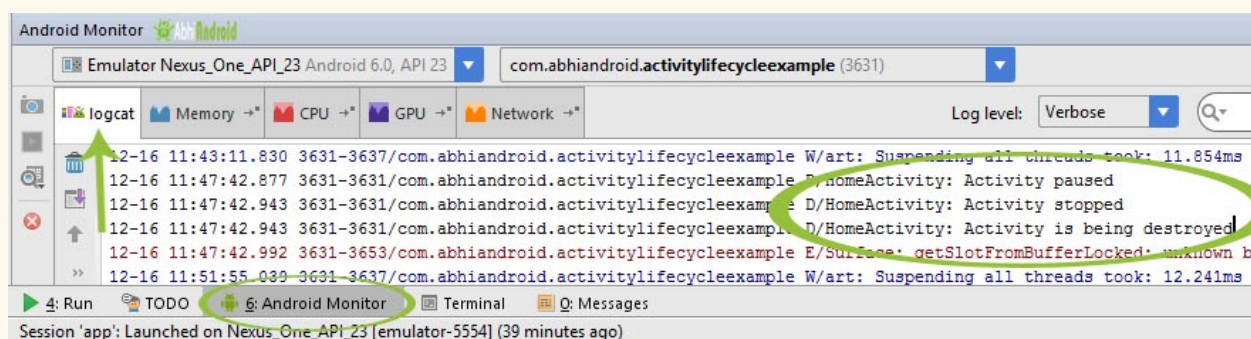 Android Monitor AbhiAndroid
Emulator Nexus_One_API_23 Android 6.0, API 23 com.abhiandroid.activitylifecycleexample (3631)
logcat Memory →" CPU →" GPU →" Network →" Log level: Verbose
12-16 11:43:11.830 3631-3637/com.abhiandroid.activitylifecycleexample W/art: Suspending all threads took: 11.854ms
12-16 11:47:42.877 3631-3631/com.abhiandroid.activitylifecycleexample D/HomeActivity: Activity paused
12-16 11:47:42.943 3631-3631/com.abhiandroid.activitylifecycleexample D/HomeActivity: Activity stopped
12-16 11:47:42.943 3631-3631/com.abhiandroid.activitylifecycleexample D/HomeActivity: Activity is being destroyed
12-16 11:47:42.992 3631-3653/com.abhiandroid.activitylifecycleexample E/Surface: getSlotFromBufferLocked: unknown b
12-16 11:51:55.039 3631-3637/com.abhiandroid.activitylifecycleexample W/art: Suspending all threads took: 12.241ms
4: Run TODO 6: Android Monitor Terminal 0: Messages
Session 'app': Launched on Nexus_One_API_23 [emulator-5554] (39 minutes ago)